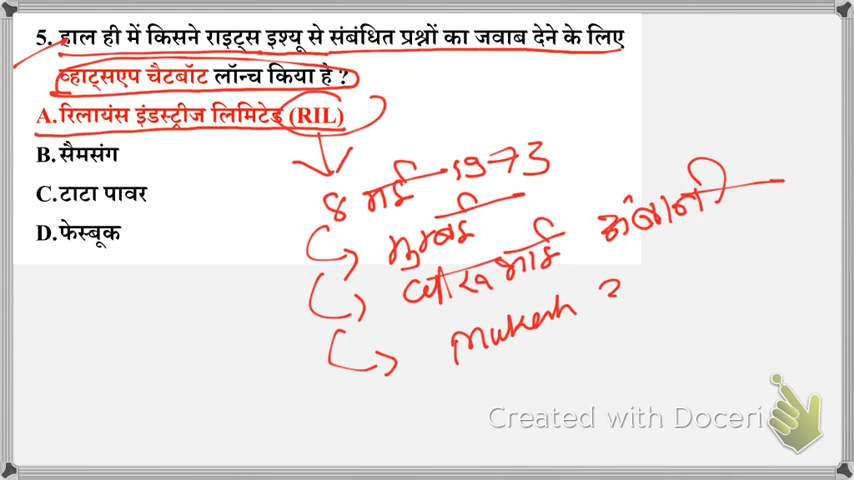 5. हाल ही में किसने राइट्स इश्यू से संबंधित प्रश्नों का जवाब देने के लिए
व्हाट्सएप चैटबॉट लॉन्च किया है ?
A. रिलायंस इंडस्ट्रीज लिमिटेड (RIL)
B. सैमसंग
C. टाटा पावर
D. फेस्बूक
8 मई 1973
मुम्बई
धीरूभाई अंबानी
Mukesh
Created with Doceri